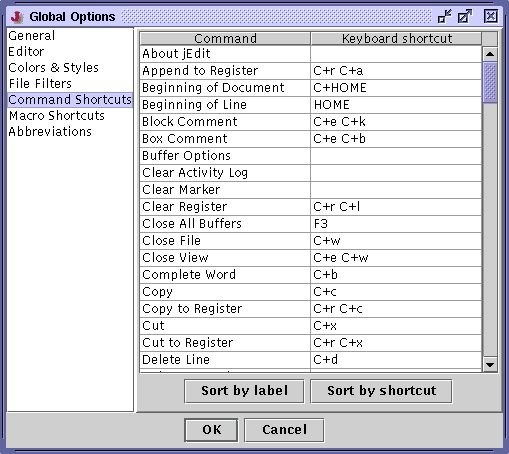 Global Options
General
Editor
Colors & Styles
File Filters
Command Shortcuts
Macro Shortcuts
Abbreviations
Command Keyboard shortcut
About jEdit
Append to Register C+r C+a
Beginning of Document C+HOME
Beginning of Line HOME
Block Comment C+e C+k
Box Comment C+e C+b
Buffer Options
Clear Activity Log
Clear Marker
Clear Register C+r C+l
Close All Buffers F3
Close File C+w
Close View C+e C+w
Complete Word C+b
Copy C+c
Copy to Register C+r C+c
Cut C+x
Cut to Register C+r C+x
Delete Line C+d
Sort by label Sort by shortcut
OK Cancel